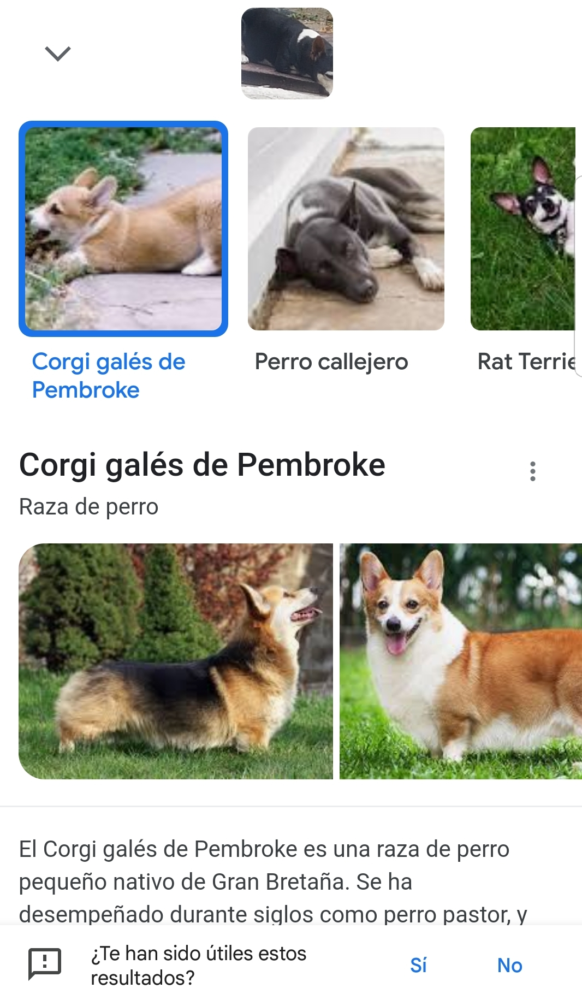 Corgi galés de
Pembroke
Perro callejero
Rat Terrie
Corgi galés de Pembroke
Raza de perro
El Corgi galés de Pembroke es una raza de perro
pequeño nativo de Gran Bretaña. Se ha
desempeñado durante siglos como perro pastor, y
¿Te han sido útiles estos
resultados?
Sí
No